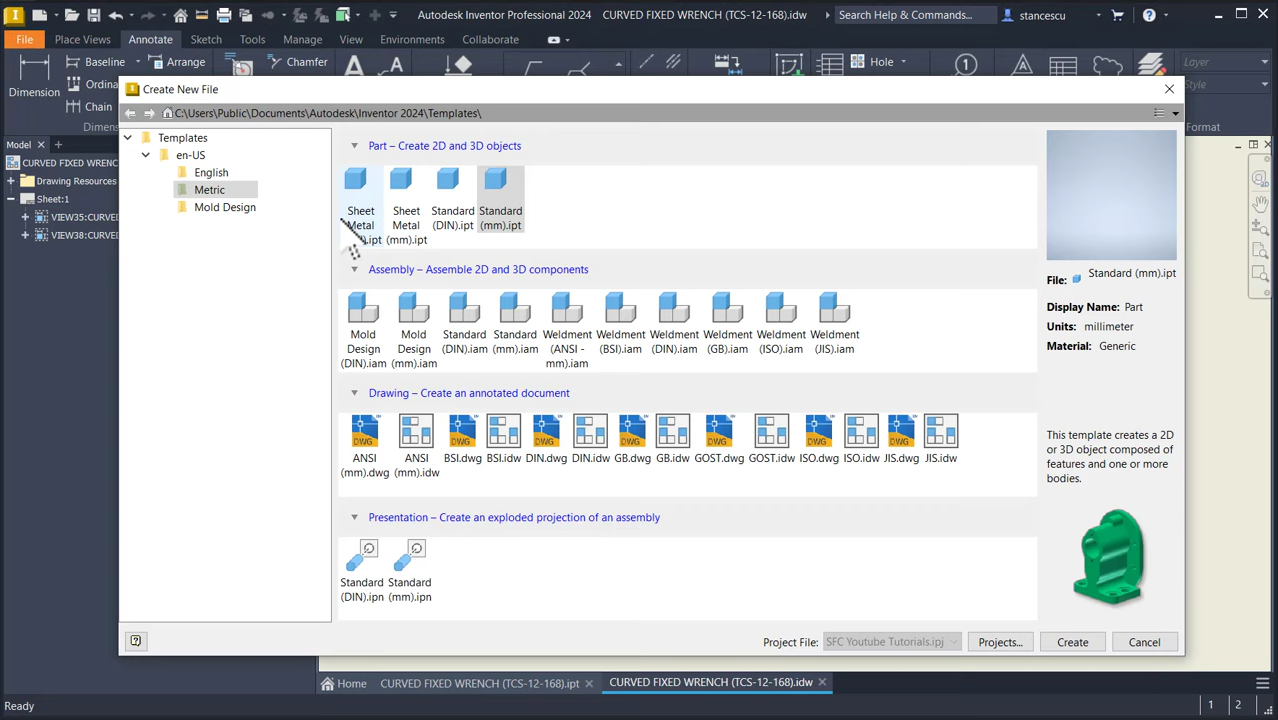 Autodesk Inventor Professional 2024 CURVED FIXED WRENCH (TCS-12-168).idw
Search Help & Commands...
stancescu
File
Place Views
Annotate
Sketch
Tools
Manage
View
Environments
Collaborate
Dimension
Baseline
Arrange
Ordina
Chain
Chamfer
Hole
Layer
Style
Format
Create New File
C:\Users\Public\Documents\Autodesk\Inventor 2024\Templates\
Model
CURVED FIXED WRENC
Drawing Resources
Sheet:1
VIEW35:CURVED
VIEW38:CURVED
Templates
en-US
English
Metric
Mold Design
Part – Create 2D and 3D objects
Sheet Metal
Sheet Metal (mm).ipt
Standard (DIN).ipt
Standard (mm).ipt
Assembly – Assemble 2D and 3D components
Mold Design (DIN).iam
Mold Design (mm).iam
Standard (DIN).iam
Standard (mm).iam
Weldment (ANSI - mm).iam
Weldment (BSI).iam
Weldment (DIN).iam
Weldment (GB).iam
Weldment (ISO).iam
Weldment (JIS).iam
Drawing – Create an annotated document
ANSI (mm).dwg
ANSI (mm).idw
BSI.dwg
BSI.idw
DIN.dwg
DIN.idw
GB.dwg
GB.idw
GOST.dwg
GOST.idw
ISO.dwg
ISO.idw
JIS.dwg
JIS.idw
Presentation – Create an exploded projection of an assembly
Standard (DIN).ipn
Standard (mm).ipn
File: Standard (mm).ipt
Display Name: Part
Units: millimeter
Material: Generic
This template creates a 2D
or 3D object composed of
features and one or more
bodies.
Project File: SFC Youtube Tutorials.ipj
Projects...
Create
Cancel
Home
CURVED FIXED WRENCH (TCS-12-168).ipt
CURVED FIXED WRENCH (TCS-12-168).idw
Ready
1 2